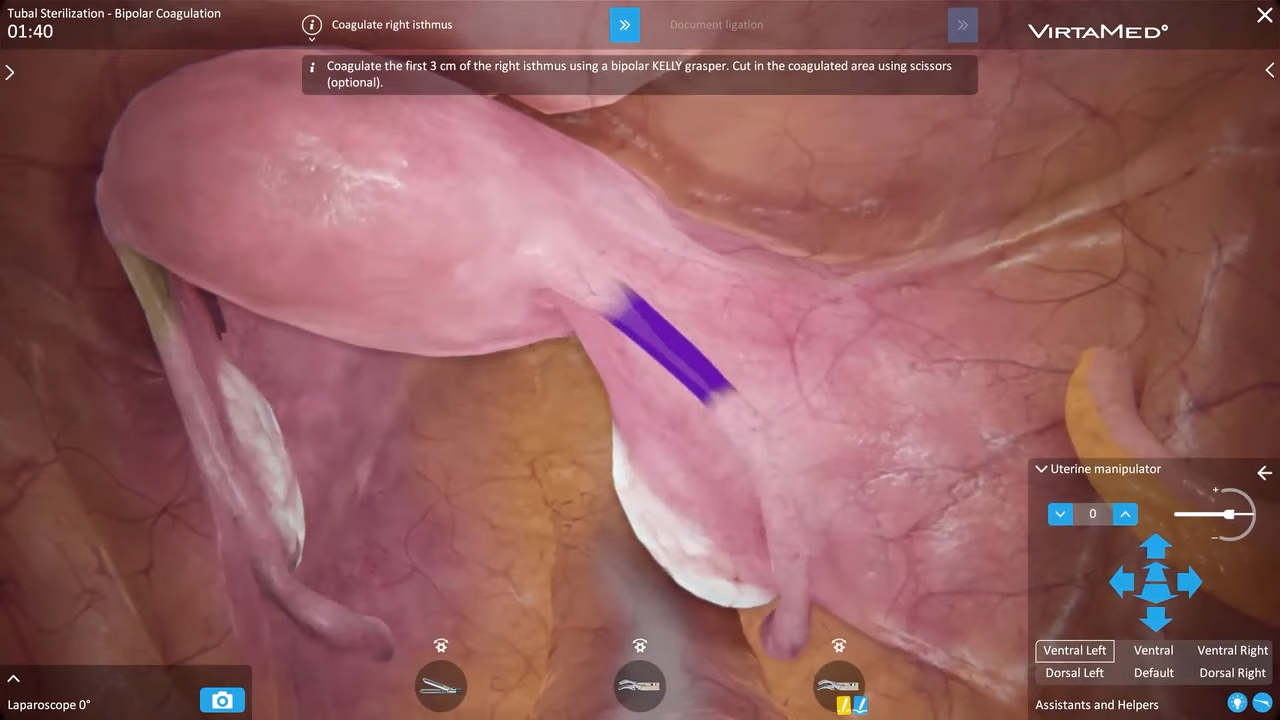 Tubal Sterilization - Bipolar Coagulation
01:40
Coagulate right isthmus
Document ligation
VIRTAMED
Coagulate the first 3 cm of the right isthmus using a bipolar KELLY grasper. Cut in the coagulated area using scissors
(optional).
Uterine manipulator
0
+
−
Ventral Left Ventral Ventral Right
Dorsal Left Default Dorsal Right
Laparoscope 0°
Assistants and Helpers